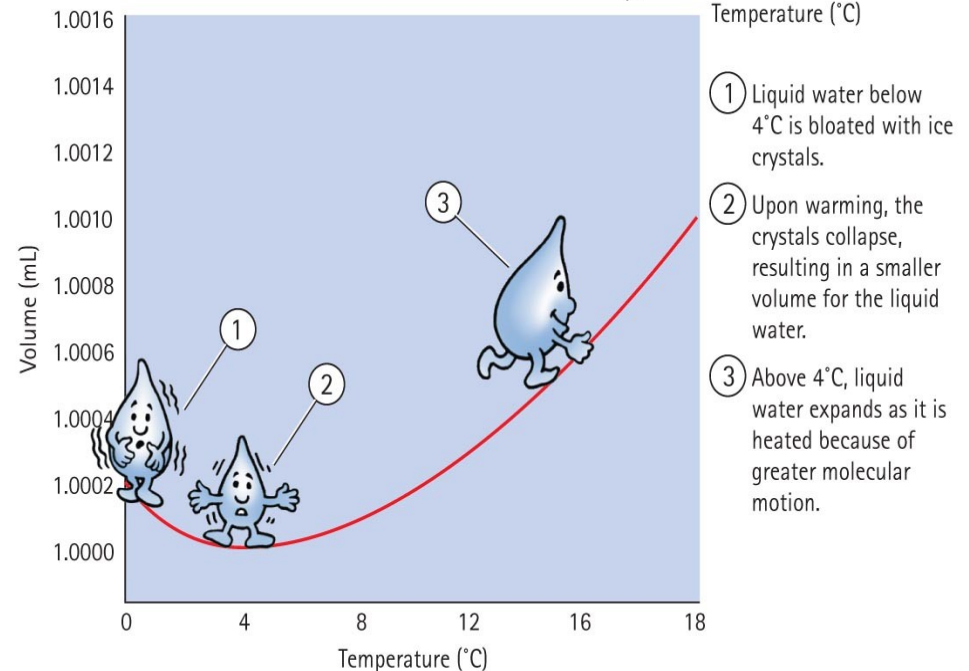 Temperature (˚C)
1.0016
1.0014
1.0012
1.0010
1.0008
1.0006
1.0004
1.0002
1.0000
Volume (mL)
1
2
3
0
4
8
12
16
18
Temperature (˚C)
1 Liquid water below
4˚C is bloated with ice
crystals.
2 Upon warming, the
crystals collapse,
resulting in a smaller
volume for the liquid
water.
3 Above 4˚C, liquid
water expands as it is
heated because of
greater molecular
motion.